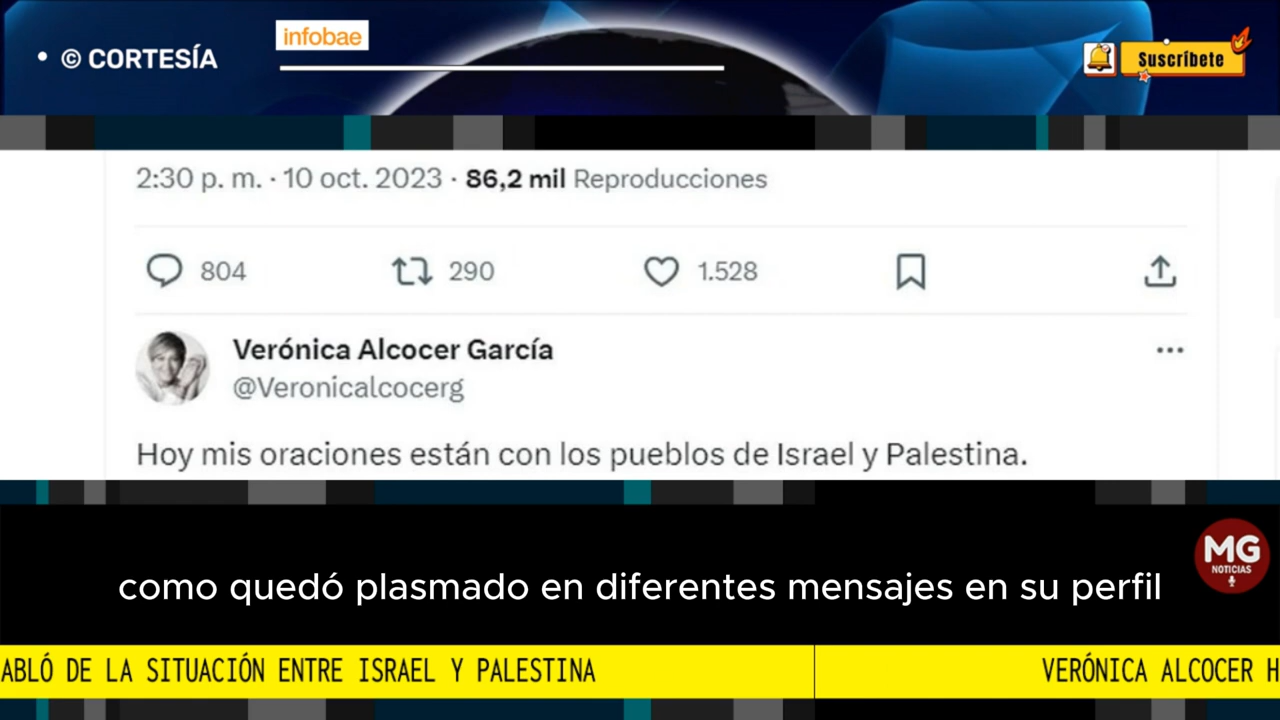 • © CORTESÍA
infobae
Suscríbete
2:30 p. m. · 10 oct. 2023 · 86,2 mil Reproducciones
804 290 1.528
Verónica Alcocer García
@Veronicalcocerg
Hoy mis oraciones están con los pueblos de Israel y Palestina.
MG
NOTICIAS
como quedó plasmado en diferentes mensajes en su perfil
ABLÓ DE LA SITUACIÓN ENTRE ISRAEL Y PALESTINA VERÓNICA ALCOCER H